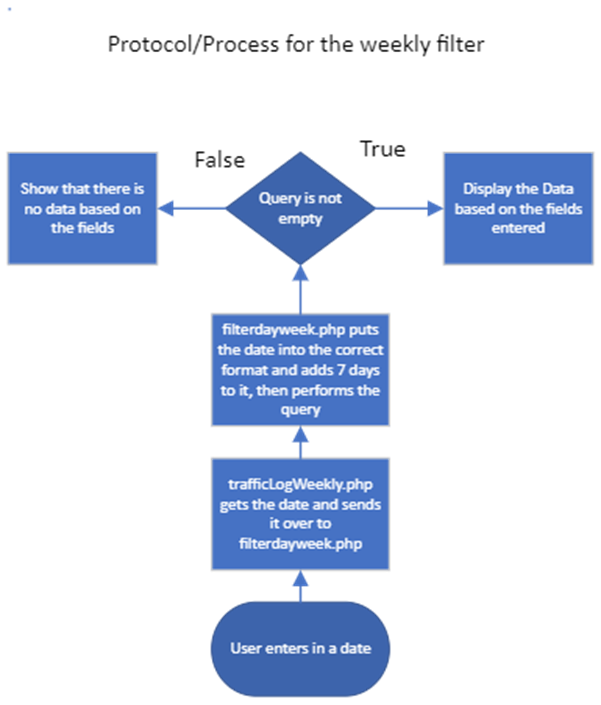 Protocol/Process for the weekly filter
False
True
Show that there is
no data based on
the fields
Query is not
empty
Display the Data
based on the fields
entered
filterdayweek.php puts
the date into the correct
format and adds 7 days
to it, then performs the
query
trafficLogWeekly.php
gets the date and sends
it over to
filterdayweek.php
User enters in a date